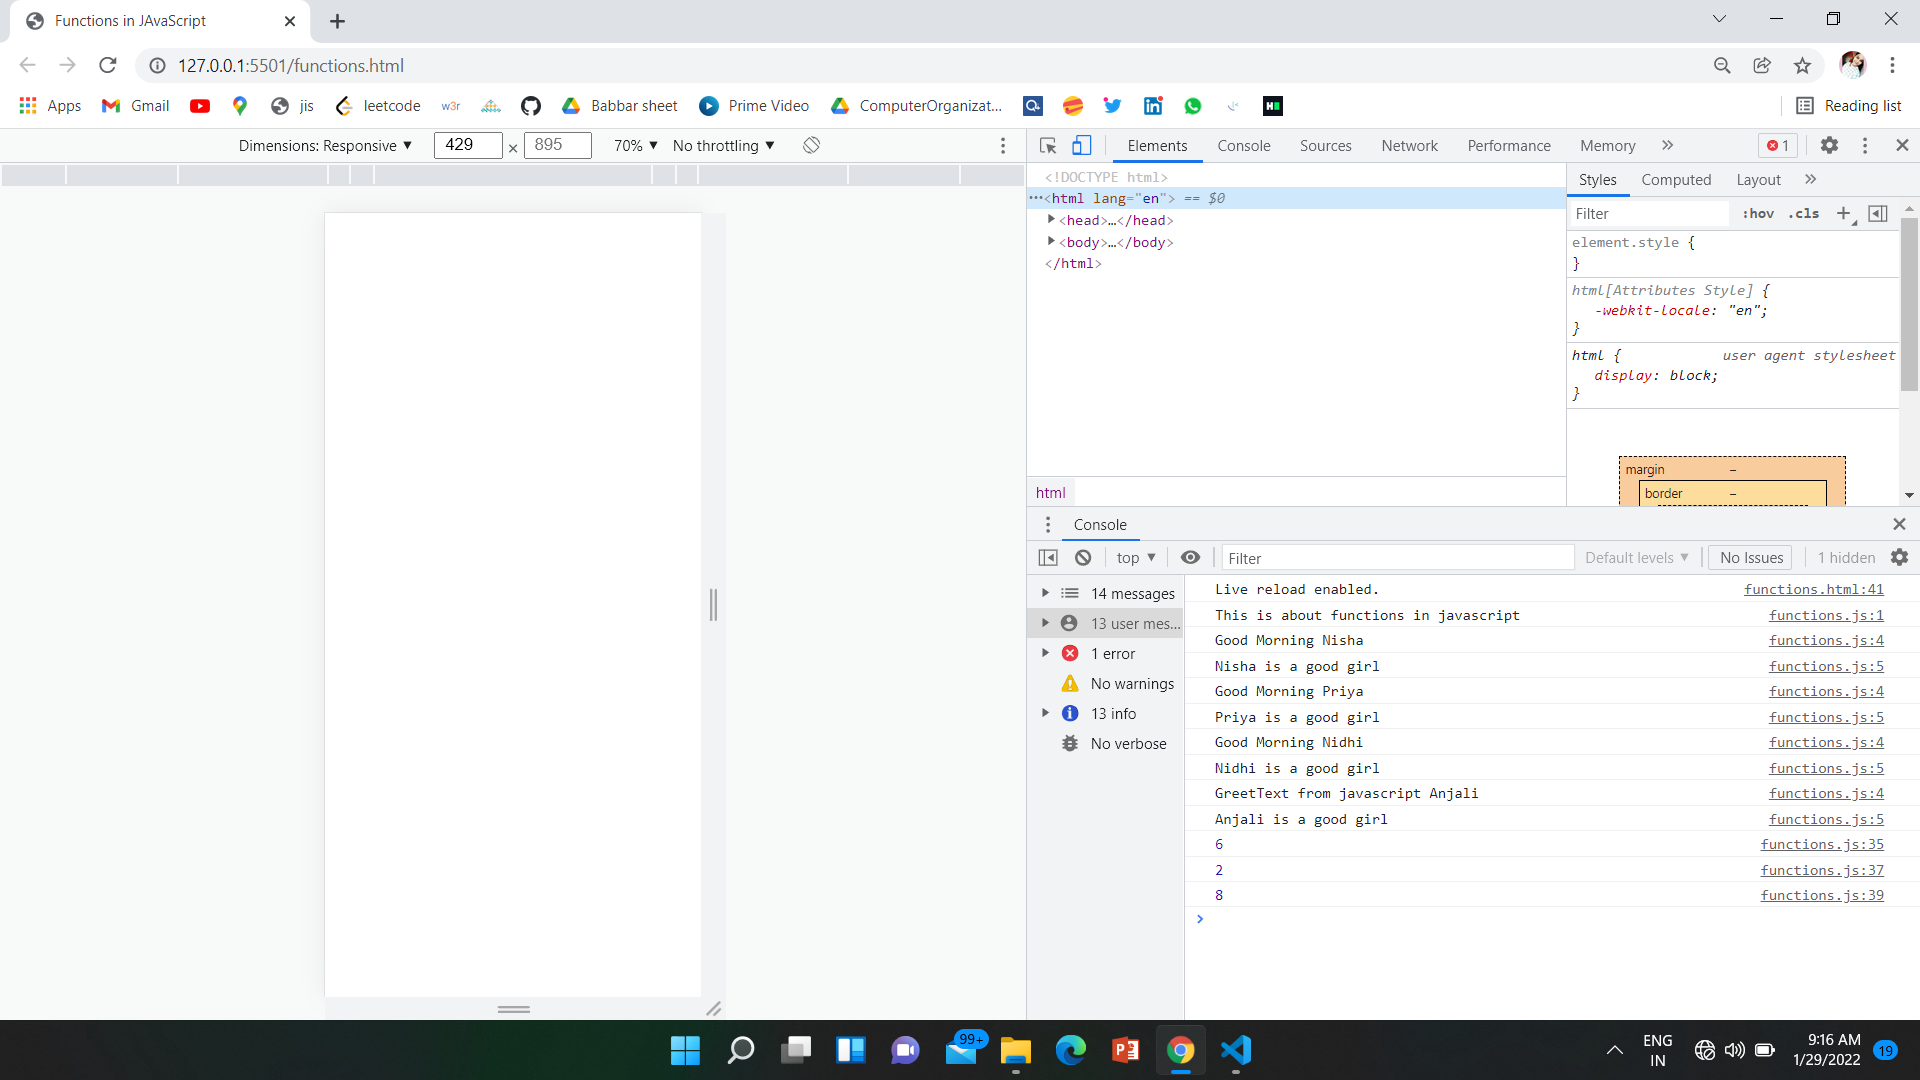 Functions in JAvaScript
127.0.0.1:5501/functions.html
Apps Gmail jis leetcode w3r Babbar sheet Prime Video ComputerOrganizat... Reading list
Dimensions: Responsive 429 × 895 70% No throttling
Elements Console Sources Network Performance Memory 1
<!DOCTYPE html>
<html lang="en"> == $0
<head>…</head>
<body>…</body>
</html>
html
Styles Computed Layout
Filter :hov .cls
element.style {
}
html[Attributes Style] {
-webkit-locale: "en";
}
html { user agent stylesheet
display: block;
}
margin –
border –
Console
top Filter Default levels No Issues 1 hidden
14 messages
13 user mes...
1 error
No warnings
13 info
No verbose
Live reload enabled. functions.html:41
This is about functions in javascript functions.js:1
Good Morning Nisha functions.js:4
Nisha is a good girl functions.js:5
Good Morning Priya functions.js:4
Priya is a good girl functions.js:5
Good Morning Nidhi functions.js:4
Nidhi is a good girl functions.js:5
GreetText from javascript Anjali functions.js:4
Anjali is a good girl functions.js:5
6 functions.js:35
2 functions.js:37
8 functions.js:39
99+
ENG
IN
9:16 AM
1/29/2022
19